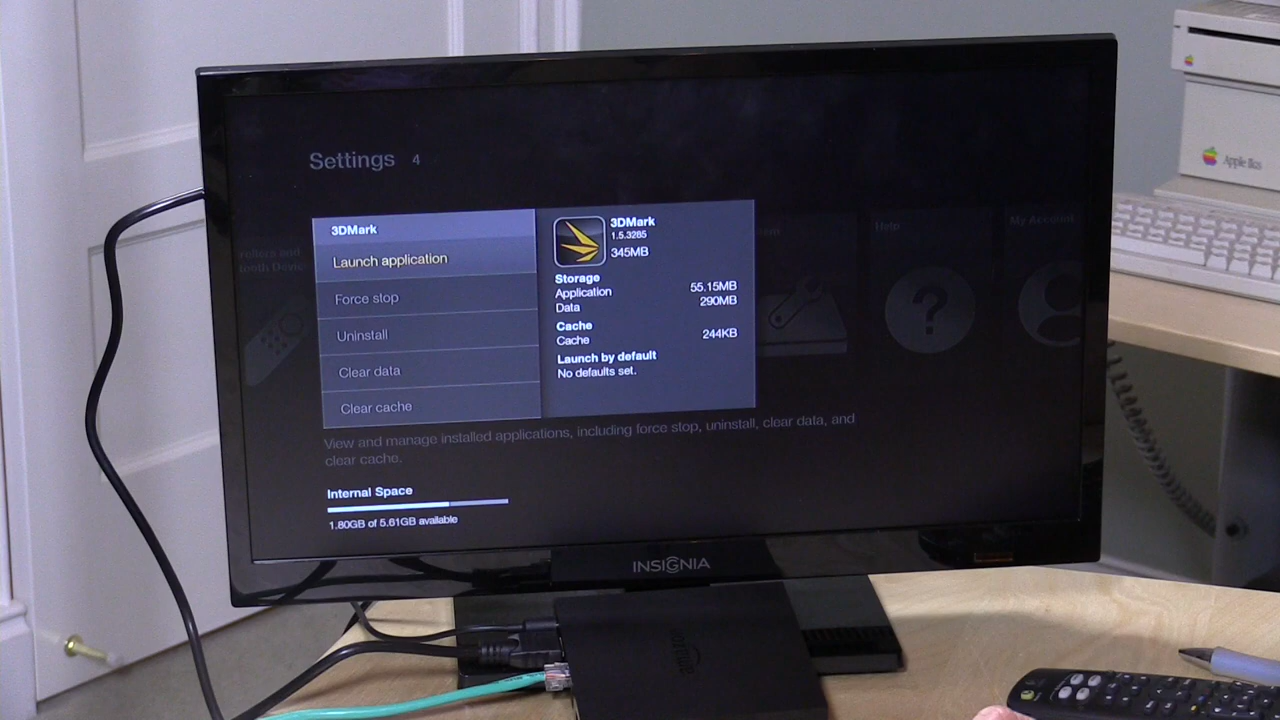 Settings 4
3DMark
Launch application
Force stop
Uninstall
Clear data
Clear cache
3DMark
1.5.3285
345MB
Storage
Application 55.15MB
Data 290MB
Cache
Cache 244KB
Launch by default
No defaults set.
Help
My Account
View and manage installed applications, including force stop, uninstall, clear data, and
clear cache.
Internal Space
1.80GB of 5.61GB available
INSIGNIA
amazon
Apple IIGS